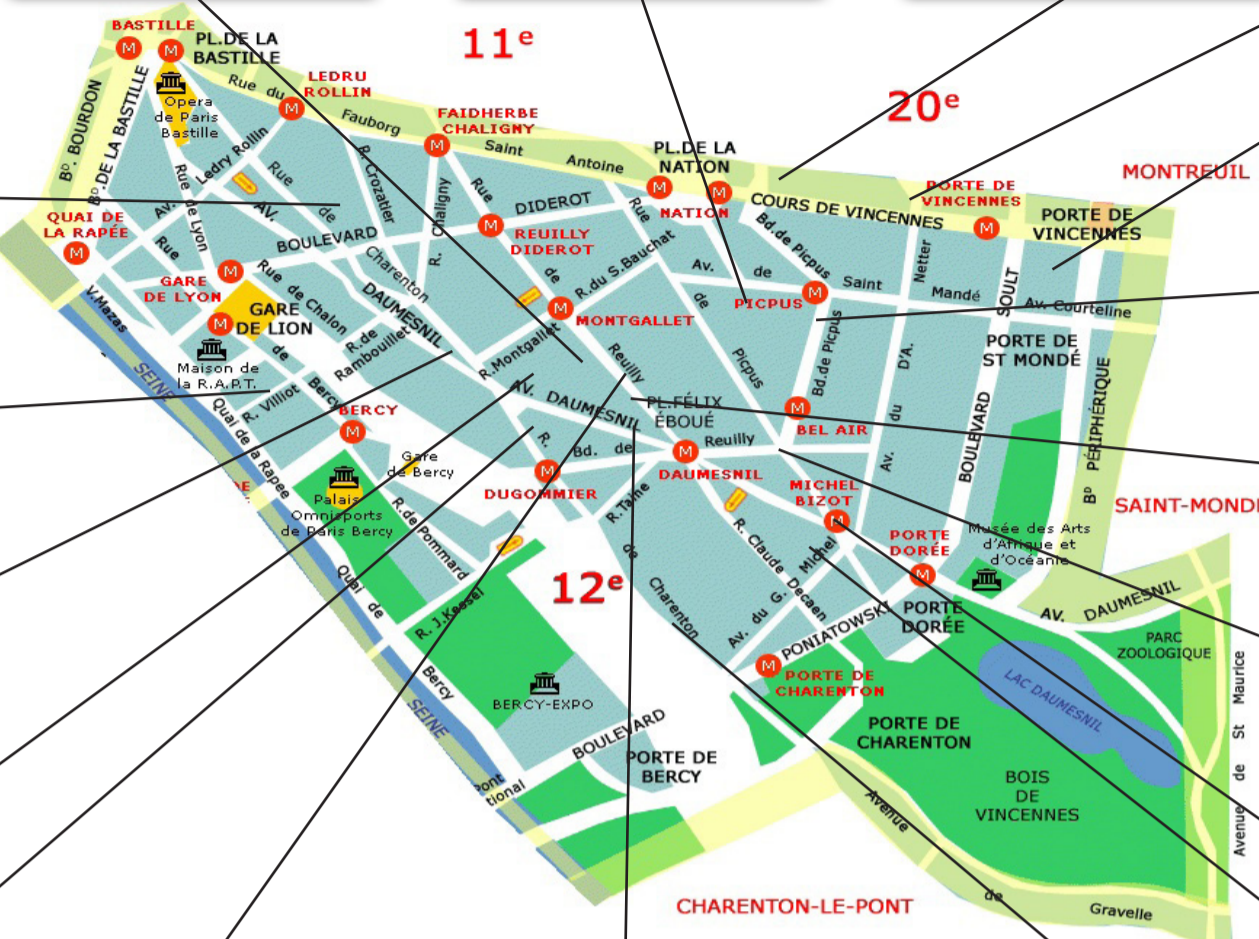 BASTILLE
PL.DE LA
BASTILLE
11e
20e
BD. BOURDON
BD.DE LA BASTILLE
Opera
de Paris
Bastille
Rue du
LEDRU
ROLLIN
Fauborg
FAIDHERBE
CHALIGNY
Saint
Antoine
PL.DE LA
NATION
NATION
COURS DE VINCENNES
PORTE DE
VINCENNES
PORTE DE
VINCENNES
MONTREUIL
QUAI DE
LA RAPÉE
Av.
Ledry Rollin
Rue de Lyon
Rue
Rue
de
AV.
DAUMESNIL
Charenton
B. Crozatier
R. Chaligny
Rue
de
Reuilly
BOULEVARD
DIDEROT
REUILLY
DIDEROT
Rue
de
Picpus
R.du S.Bauchat
Av.
de
Saint
Mandé
Bd.de Picpus
PICPUS
Bd.de Picpus
Av.
du
D'A.
Netter
BOULEVARD
SOULT
Av. Courteline
PORTE DE
ST MONDÉ
BD PÉRIPHÉRIQUE
GARE
DE LYON
GARE
DE LION
Rue de Chalon
R.de
Rambouillet
MONTGALLET
R.Montgallet
V.Mazas
SEINE
Maison de
la R.A.P.T.
R. Villiot
de
Bercy
BERCY
Quai de la Rapee
Gare
de Bercy
AV. DAUMESNIL
PL.FÉLIX
ÉBOUÉ
BEL AIR
R.
Bd. de
Reuilly
DAUMESNIL
DUGOMMIER
Palais
Omnisports
de Paris Bercy
R.de Pommard
R.Taine
de
Charenton
MICHEL
BIZOT
R. Claude Decaen
Av. du G.
Michel
PORTE
DORÉE
Musée des Arts
d'Afrique et
d'Océanie
SAINT-MOND
12e
Quai de
Bercy
R. J.Kessel
PONIATOWSKI
PORTE
DORÉE
AV. DAUMESNIL
PARC
ZOOLOGIQUE
PORTE DE
CHARENTON
BERCY-EXPO
SEINE
LAC DAUMESNIL
PORTE DE
CHARENTON
BOULEVARD
PORTE DE
BERCY
BOIS
DE
VINCENNES
Avenue de St Maurice
Pont
tional
Avenue
de
Gravelle
CHARENTON-LE-PONT